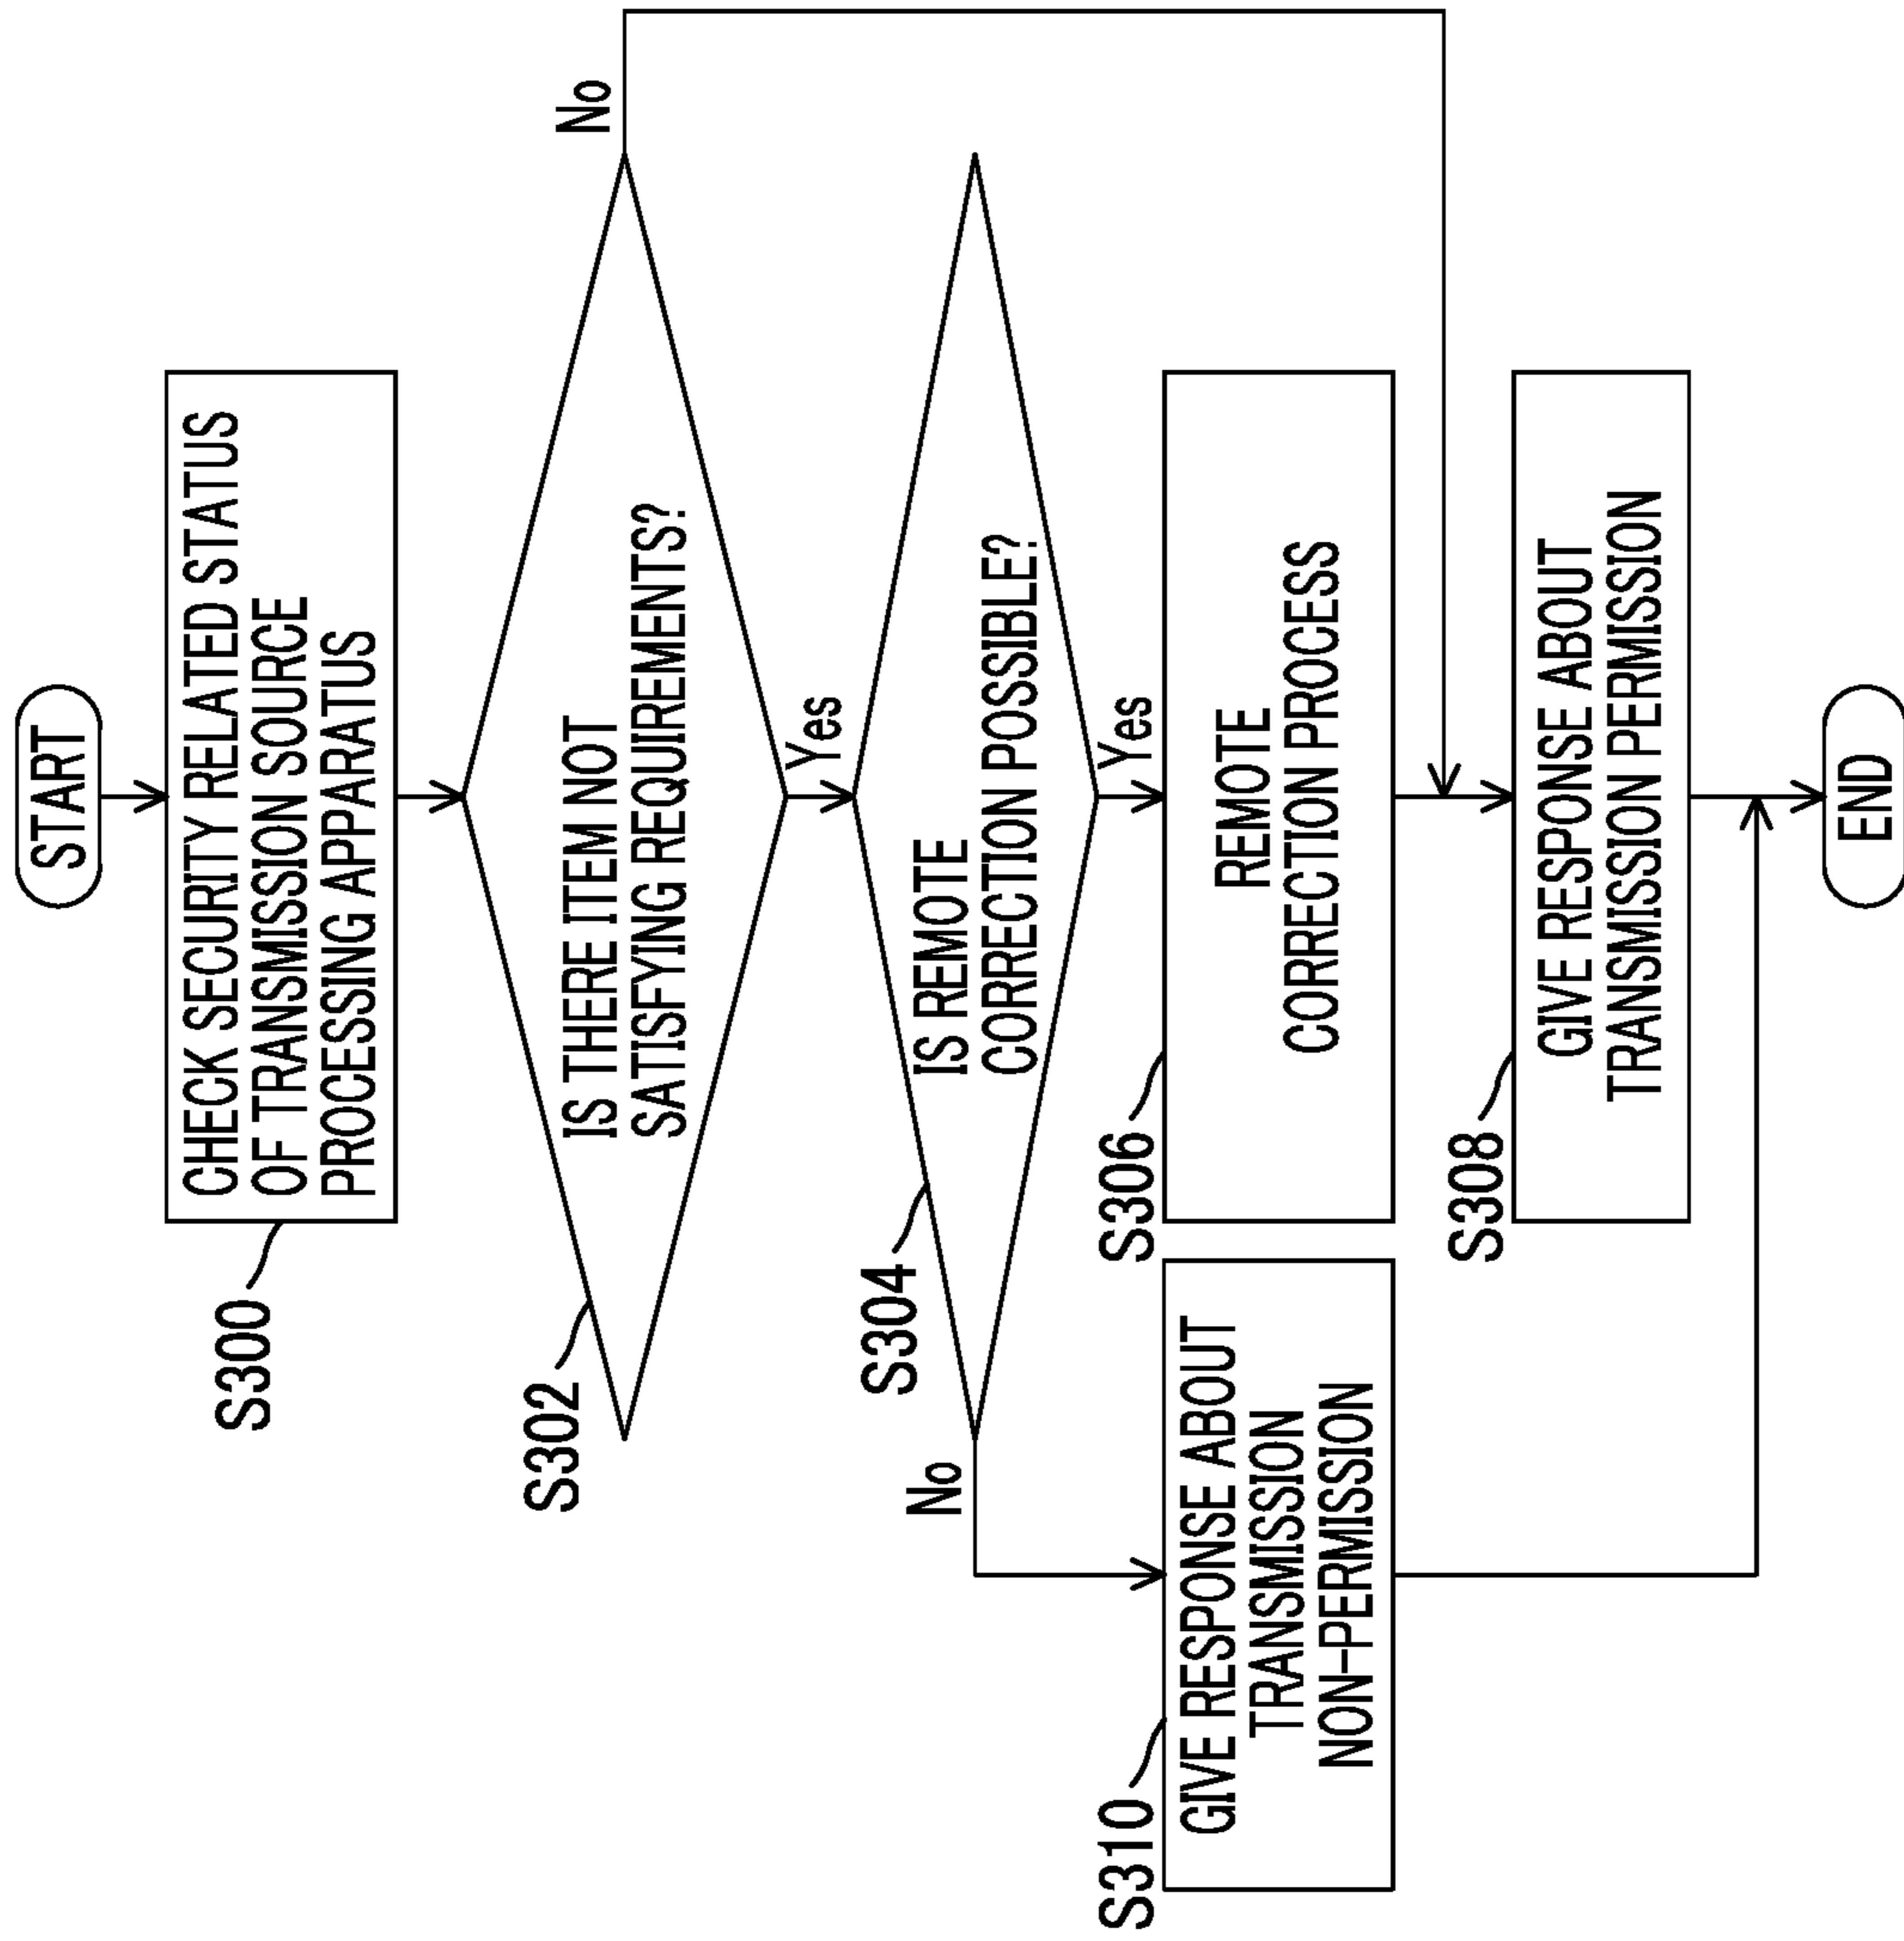 START
S300
CHECK SECURITY RELATED STATUS
OF TRANSMISSION SOURCE
PROCESSING APPARATUS
S302
IS THERE ITEM NOT
SATISFYING REQUIREMENTS?
No
Yes
S304
IS REMOTE
CORRECTION POSSIBLE?
No
Yes
S310
GIVE RESPONSE ABOUT
TRANSMISSION
NON-PERMISSION
S306
REMOTE
CORRECTION PROCESS
S308
GIVE RESPONSE ABOUT
TRANSMISSION PERMISSION
END